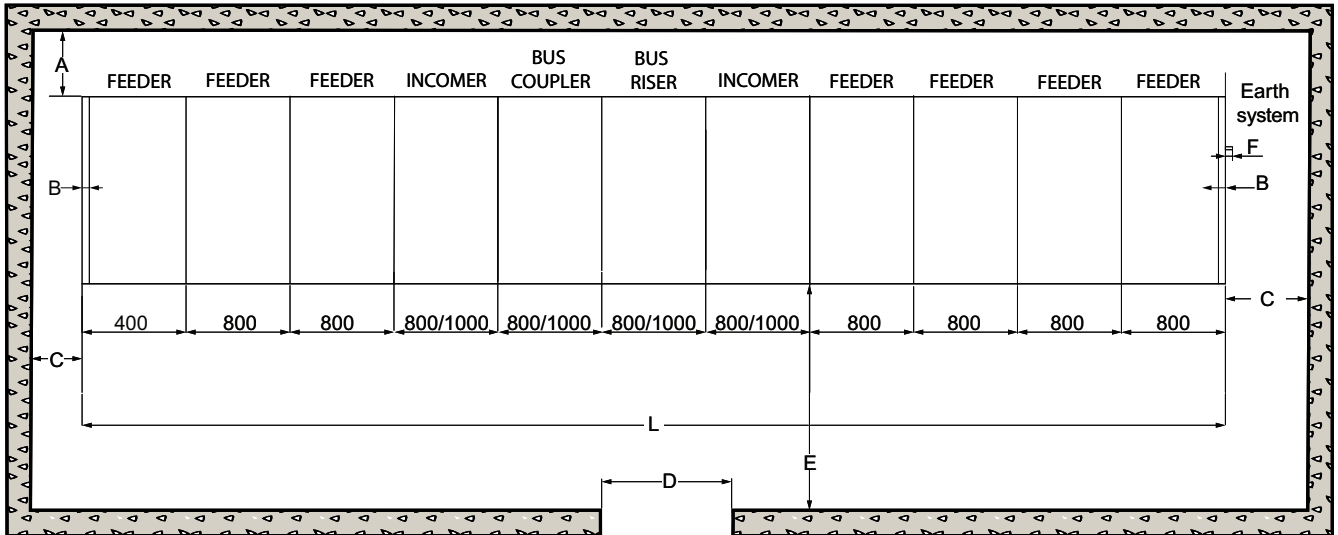 A
FEEDER
FEEDER
FEEDER
INCOMER
BUS
COUPLER
BUS
RISER
INCOMER
FEEDER
FEEDER
FEEDER
FEEDER
Earth
system
F
B
B
C
400
800
800
800/1000
800/1000
800/1000
800/1000
800
800
800
800
C
L
E
D